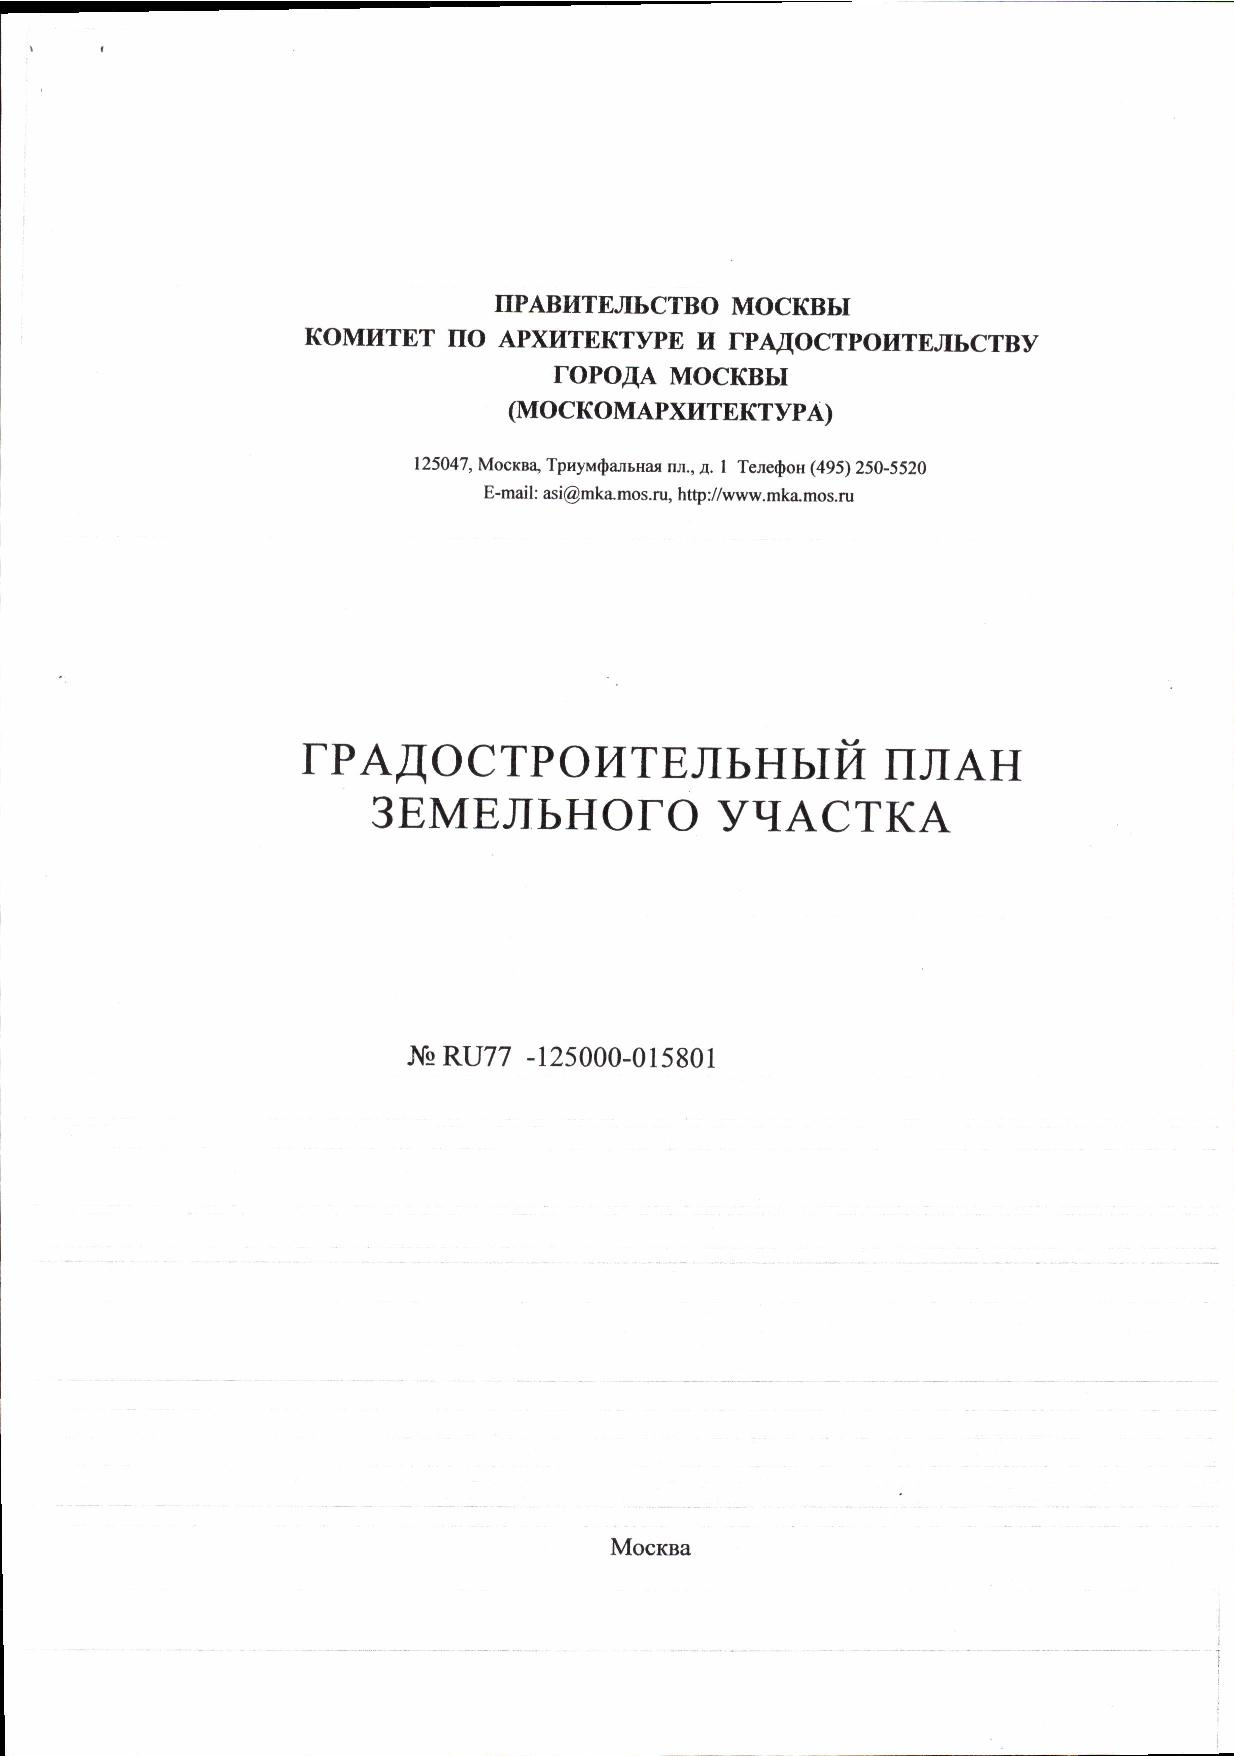 ПРАВИТЕЛЬСТВО МОСКВЫ
КОМИТЕТ ПО АРХИТЕКТУРЕ И ГРАДОСТРОИТЕЛЬСТВУ
ГОРОДА МОСКВЫ
(МОСКОМАРХИТЕКТУРА)
125047, Москва, Триумфальная пл., д. 1 Телефон (495) 250-5520
E-mail: asi@mka.mos.ru, http://www.mka.mos.ru
ГРАДОСТРОИТЕЛЬНЫЙ ПЛАН
ЗЕМЕЛЬНОГО УЧАСТКА
№ RU77 -125000-015801
Москва